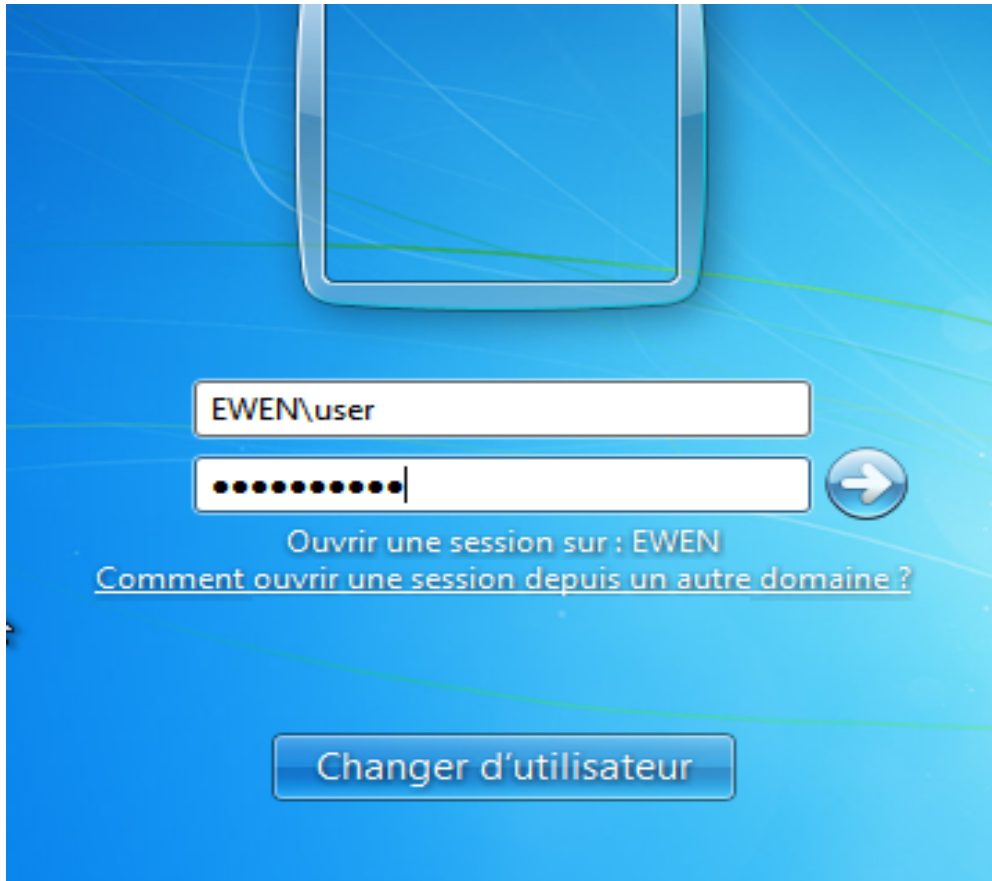 EWEN\user
●●●●●●●●●●
Ouvrir une session sur : EWEN
Comment ouvrir une session depuis un autre domaine ?
Changer d'utilisateur